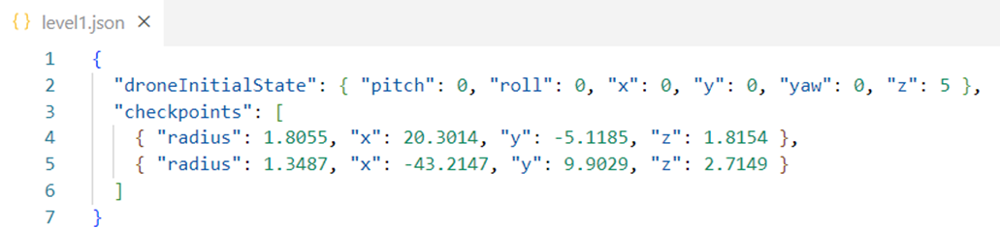 {} level1.json ×
1 {
2 "droneInitialState": { "pitch": 0, "roll": 0, "x": 0, "y": 0, "yaw": 0, "z": 5 },
3 "checkpoints": [
4 { "radius": 1.8055, "x": 20.3014, "y": -5.1185, "z": 1.8154 },
5 { "radius": 1.3487, "x": -43.2147, "y": 9.9029, "z": 2.7149 }
6 ]
7 }